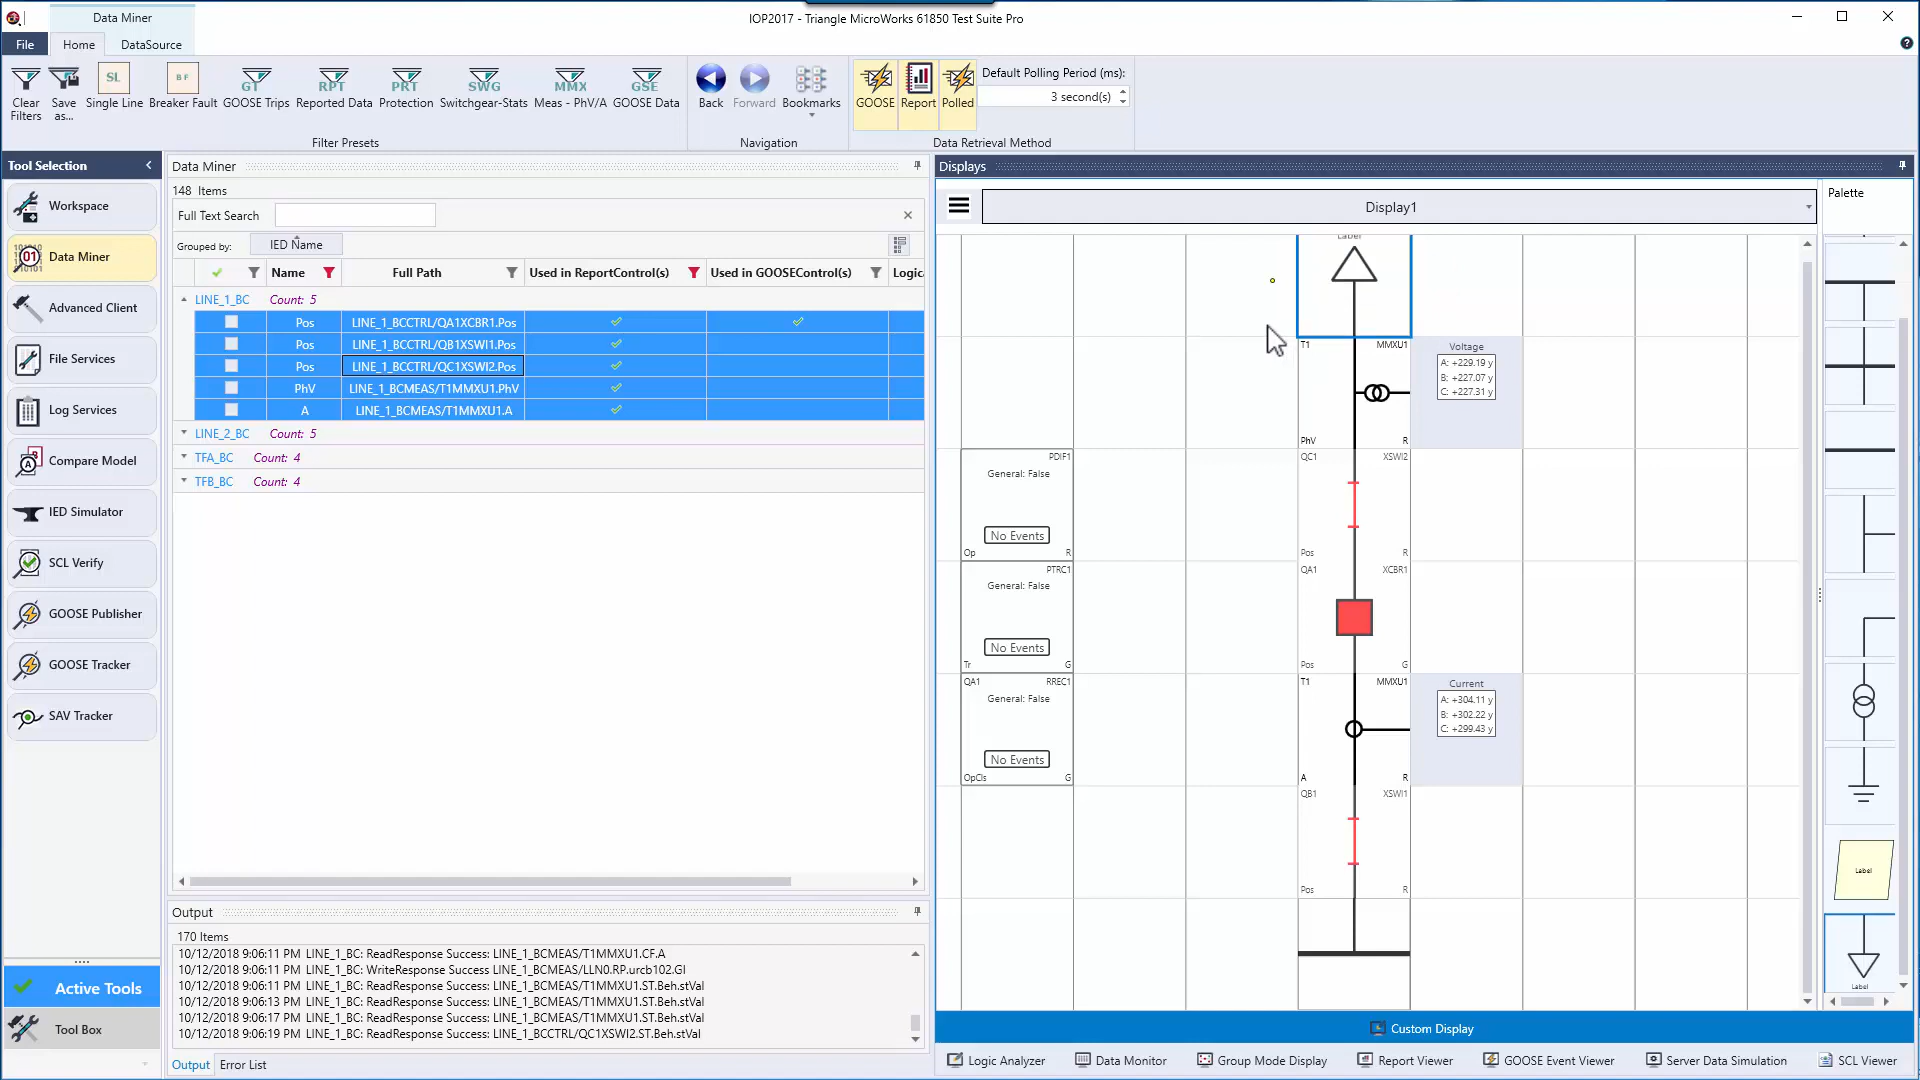 Data Miner
IOP2017 - Triangle MicroWorks 61850 Test Suite Pro
File
Home
DataSource
Clear Filters
Save as...
SL
Single Line
BF
Breaker Fault
GT
GOOSE Trips
RPT
Reported Data
PRT
Protection
SWG
Switchgear-Stats
MMX
Meas - PhV/A
GSE
GOOSE Data
Filter Presets
Back
Forward
Bookmarks
Navigation
GOOSE
Report
Polled
Default Polling Period (ms):
3 second(s)
Data Retrieval Method
Tool Selection
Workspace
Data Miner
Advanced Client
File Services
Log Services
Compare Model
IED Simulator
SCL Verify
GOOSE Publisher
GOOSE Tracker
SAV Tracker
Active Tools
Tool Box
Data Miner
148 Items
Full Text Search
Grouped by: IED Name
Name Full Path Used in ReportControl(s) Used in GOOSEControl(s) Logic
LINE_1_BC Count: 5
Pos LINE_1_BCCTRL/QA1XCBR1.Pos
Pos LINE_1_BCCTRL/QB1XSWI1.Pos
Pos LINE_1_BCCTRL/QC1XSWI2.Pos
PhV LINE_1_BCMEAS/T1MMXU1.PhV
A LINE_1_BCMEAS/T1MMXU1.A
LINE_2_BC Count: 5
TFA_BC Count: 4
TFB_BC Count: 4
Output
170 Items
10/12/2018 9:06:11 PM LINE_1_BC: ReadResponse Success: LINE_1_BCMEAS/T1MMXU1.CF.A
10/12/2018 9:06:11 PM LINE_1_BC: WriteResponse Success LINE_1_BCMEAS/LLN0.RP.urcb102.GI
10/12/2018 9:06:11 PM LINE_1_BC: ReadResponse Success: LINE_1_BCMEAS/T1MMXU1.ST.Beh.stVal
10/12/2018 9:06:13 PM LINE_1_BC: ReadResponse Success: LINE_1_BCMEAS/T1MMXU1.ST.Beh.stVal
10/12/2018 9:06:17 PM LINE_1_BC: ReadResponse Success: LINE_1_BCMEAS/T1MMXU1.ST.Beh.stVal
10/12/2018 9:06:19 PM LINE_1_BC: ReadResponse Success: LINE_1_BCCTRL/QC1XSWI2.ST.Beh.stVal
Output Error List
Displays
Display1
Palette
Label
T1 MMXU1
PhV R
Voltage
A: +229.19 y
B: +227.07 y
C: +227.31 y
PDIF1
General: False
No Events
Op R
QC1 XSWI2
Pos R
PTRC1
General: False
No Events
Tr G
QA1 XCBR1
Pos G
QA1 RREC1
General: False
No Events
OpCls G
T1 MMXU1
A R
Current
A: +304.11 y
B: +302.22 y
C: +299.43 y
QB1 XSWI1
Pos R
Label
Label
Custom Display
Logic Analyzer
Data Monitor
Group Mode Display
Report Viewer
GOOSE Event Viewer
Server Data Simulation
SCL Viewer